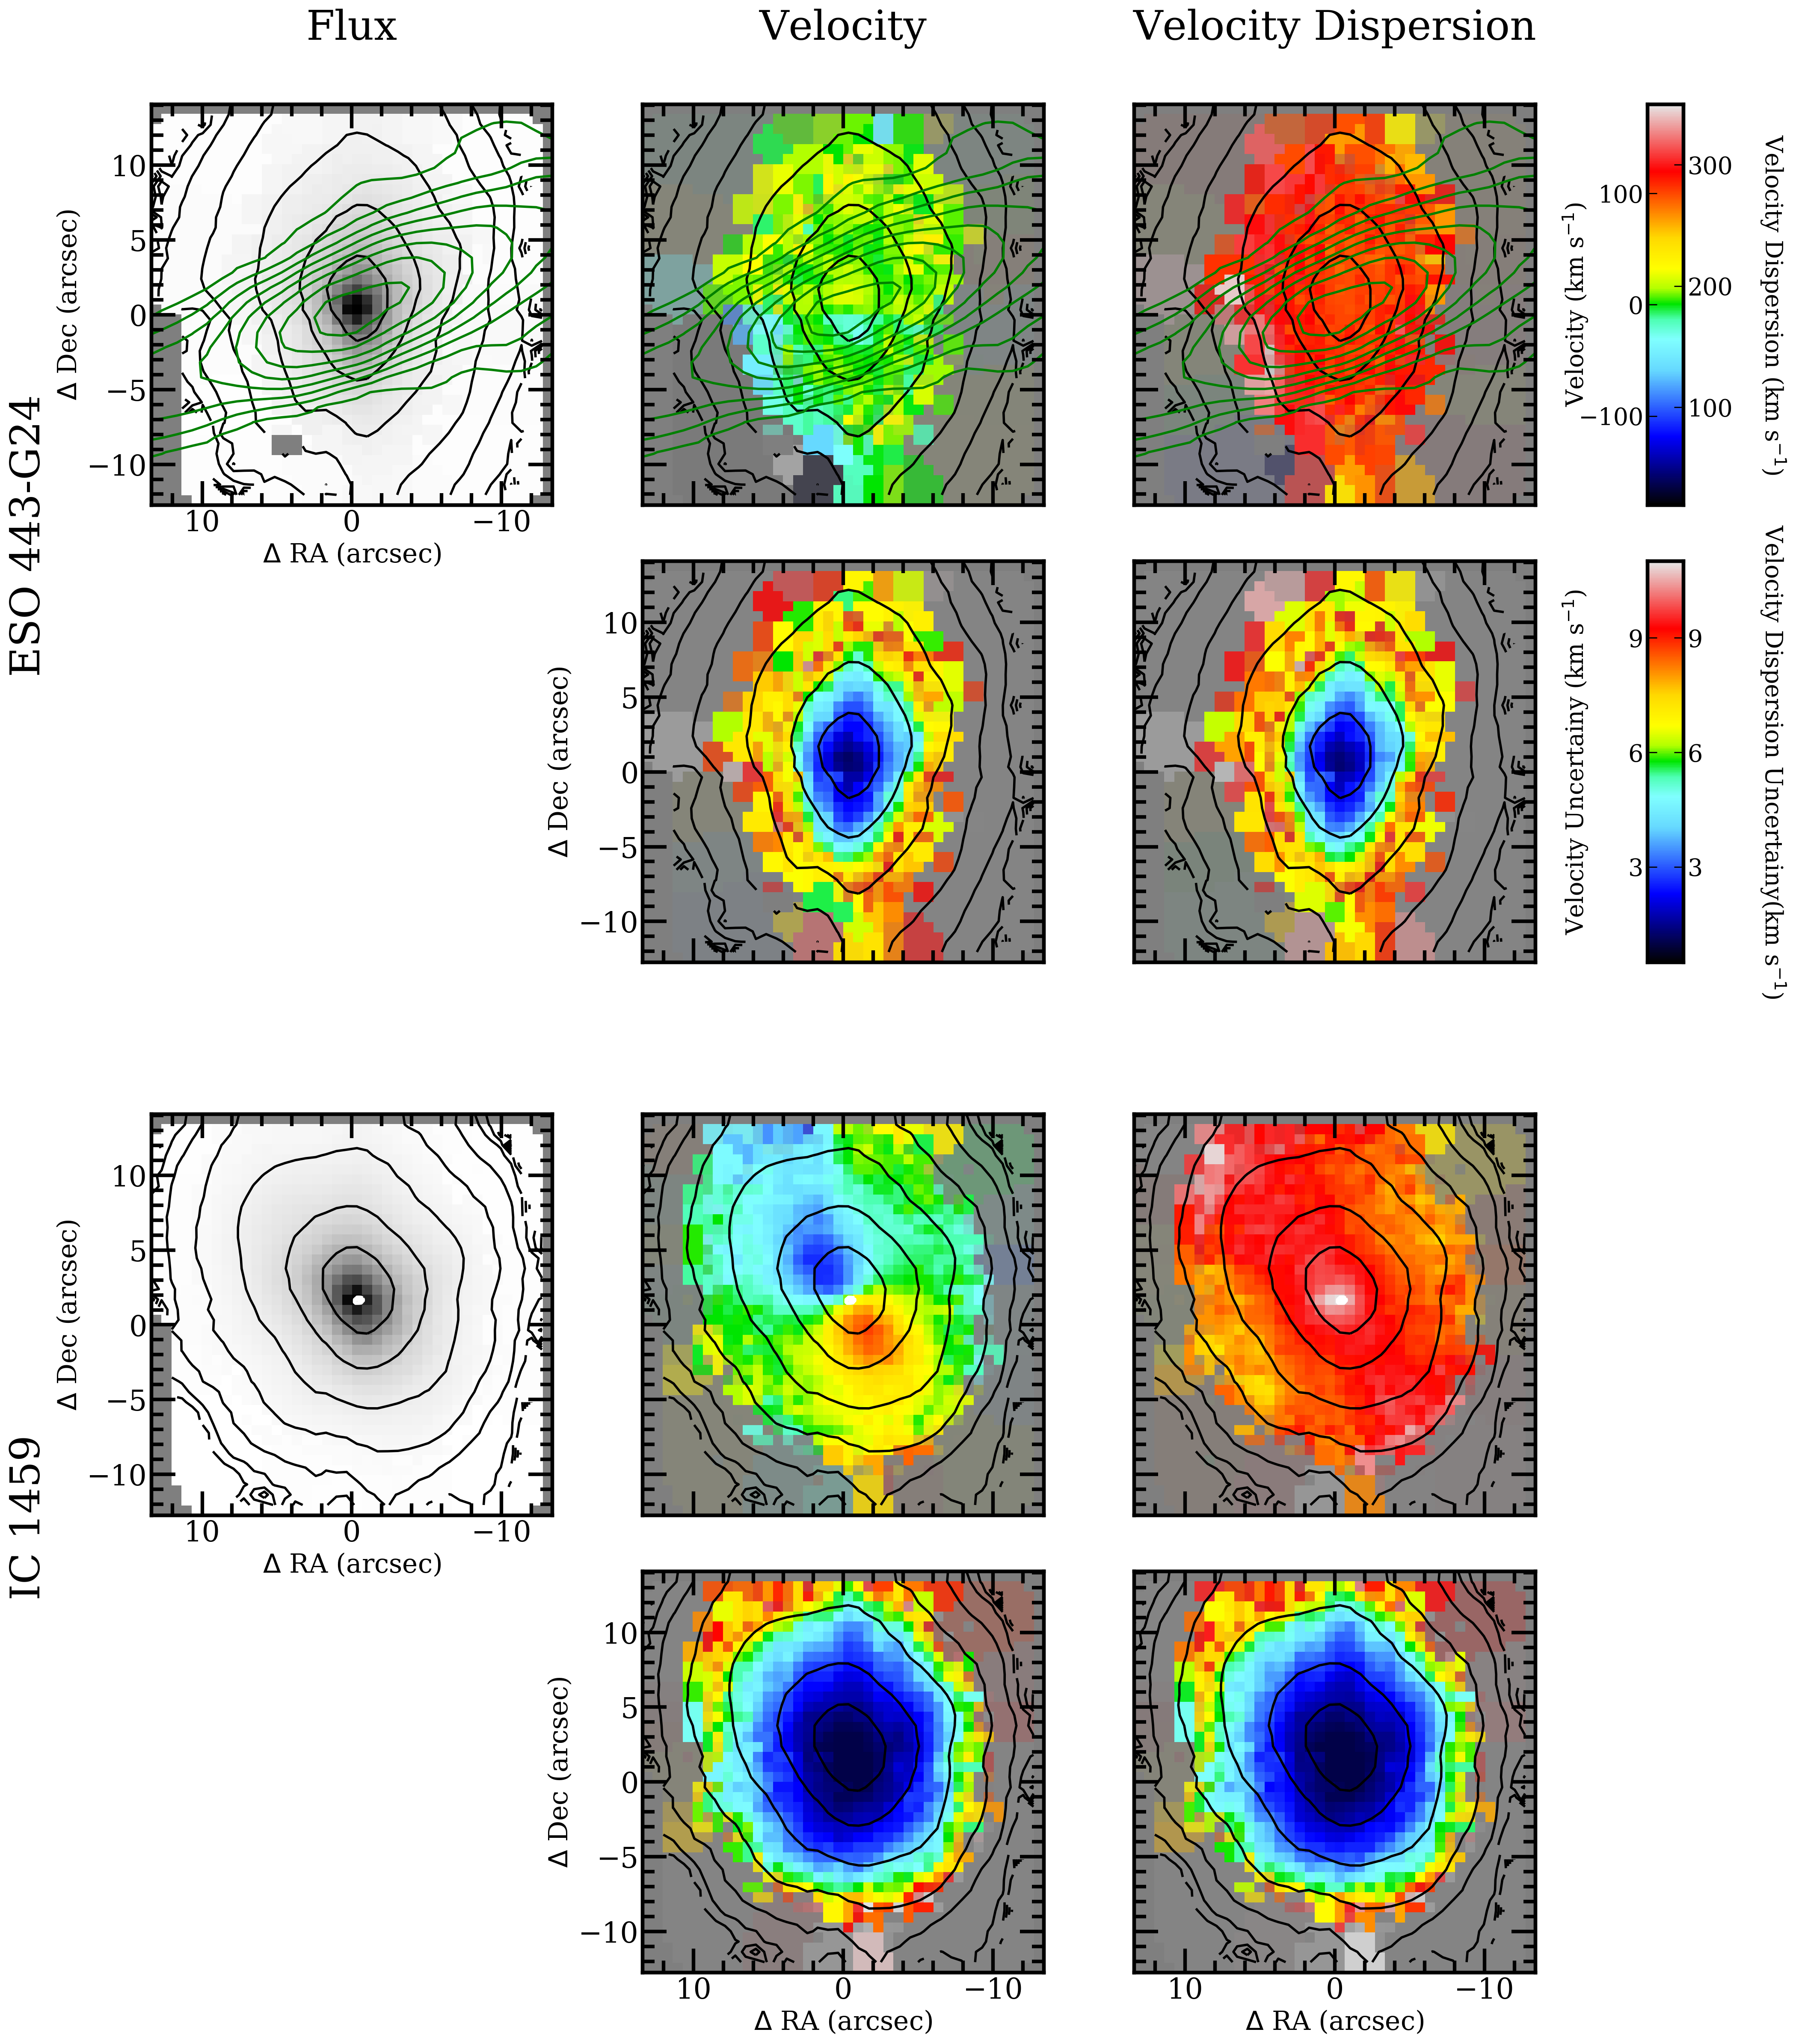 Flux
Velocity
Velocity Dispersion
ESO 443-G24
Δ Dec (arcsec)
10
5
0
−5
−10
10 0 −10
Δ RA (arcsec)
100
0
−100
Velocity (km s−1)
300
200
100
Velocity Dispersion (km s−1)
Δ Dec (arcsec)
10
5
0
−5
−10
9
6
3
Velocity Uncertainy (km s−1)
9
6
3
Velocity Dispersion Uncertainy(km s−1)
IC 1459
Δ Dec (arcsec)
10
5
0
−5
−10
10 0 −10
Δ RA (arcsec)
Δ Dec (arcsec)
10
5
0
−5
−10
10 0 −10
Δ RA (arcsec)
10 0 −10
Δ RA (arcsec)